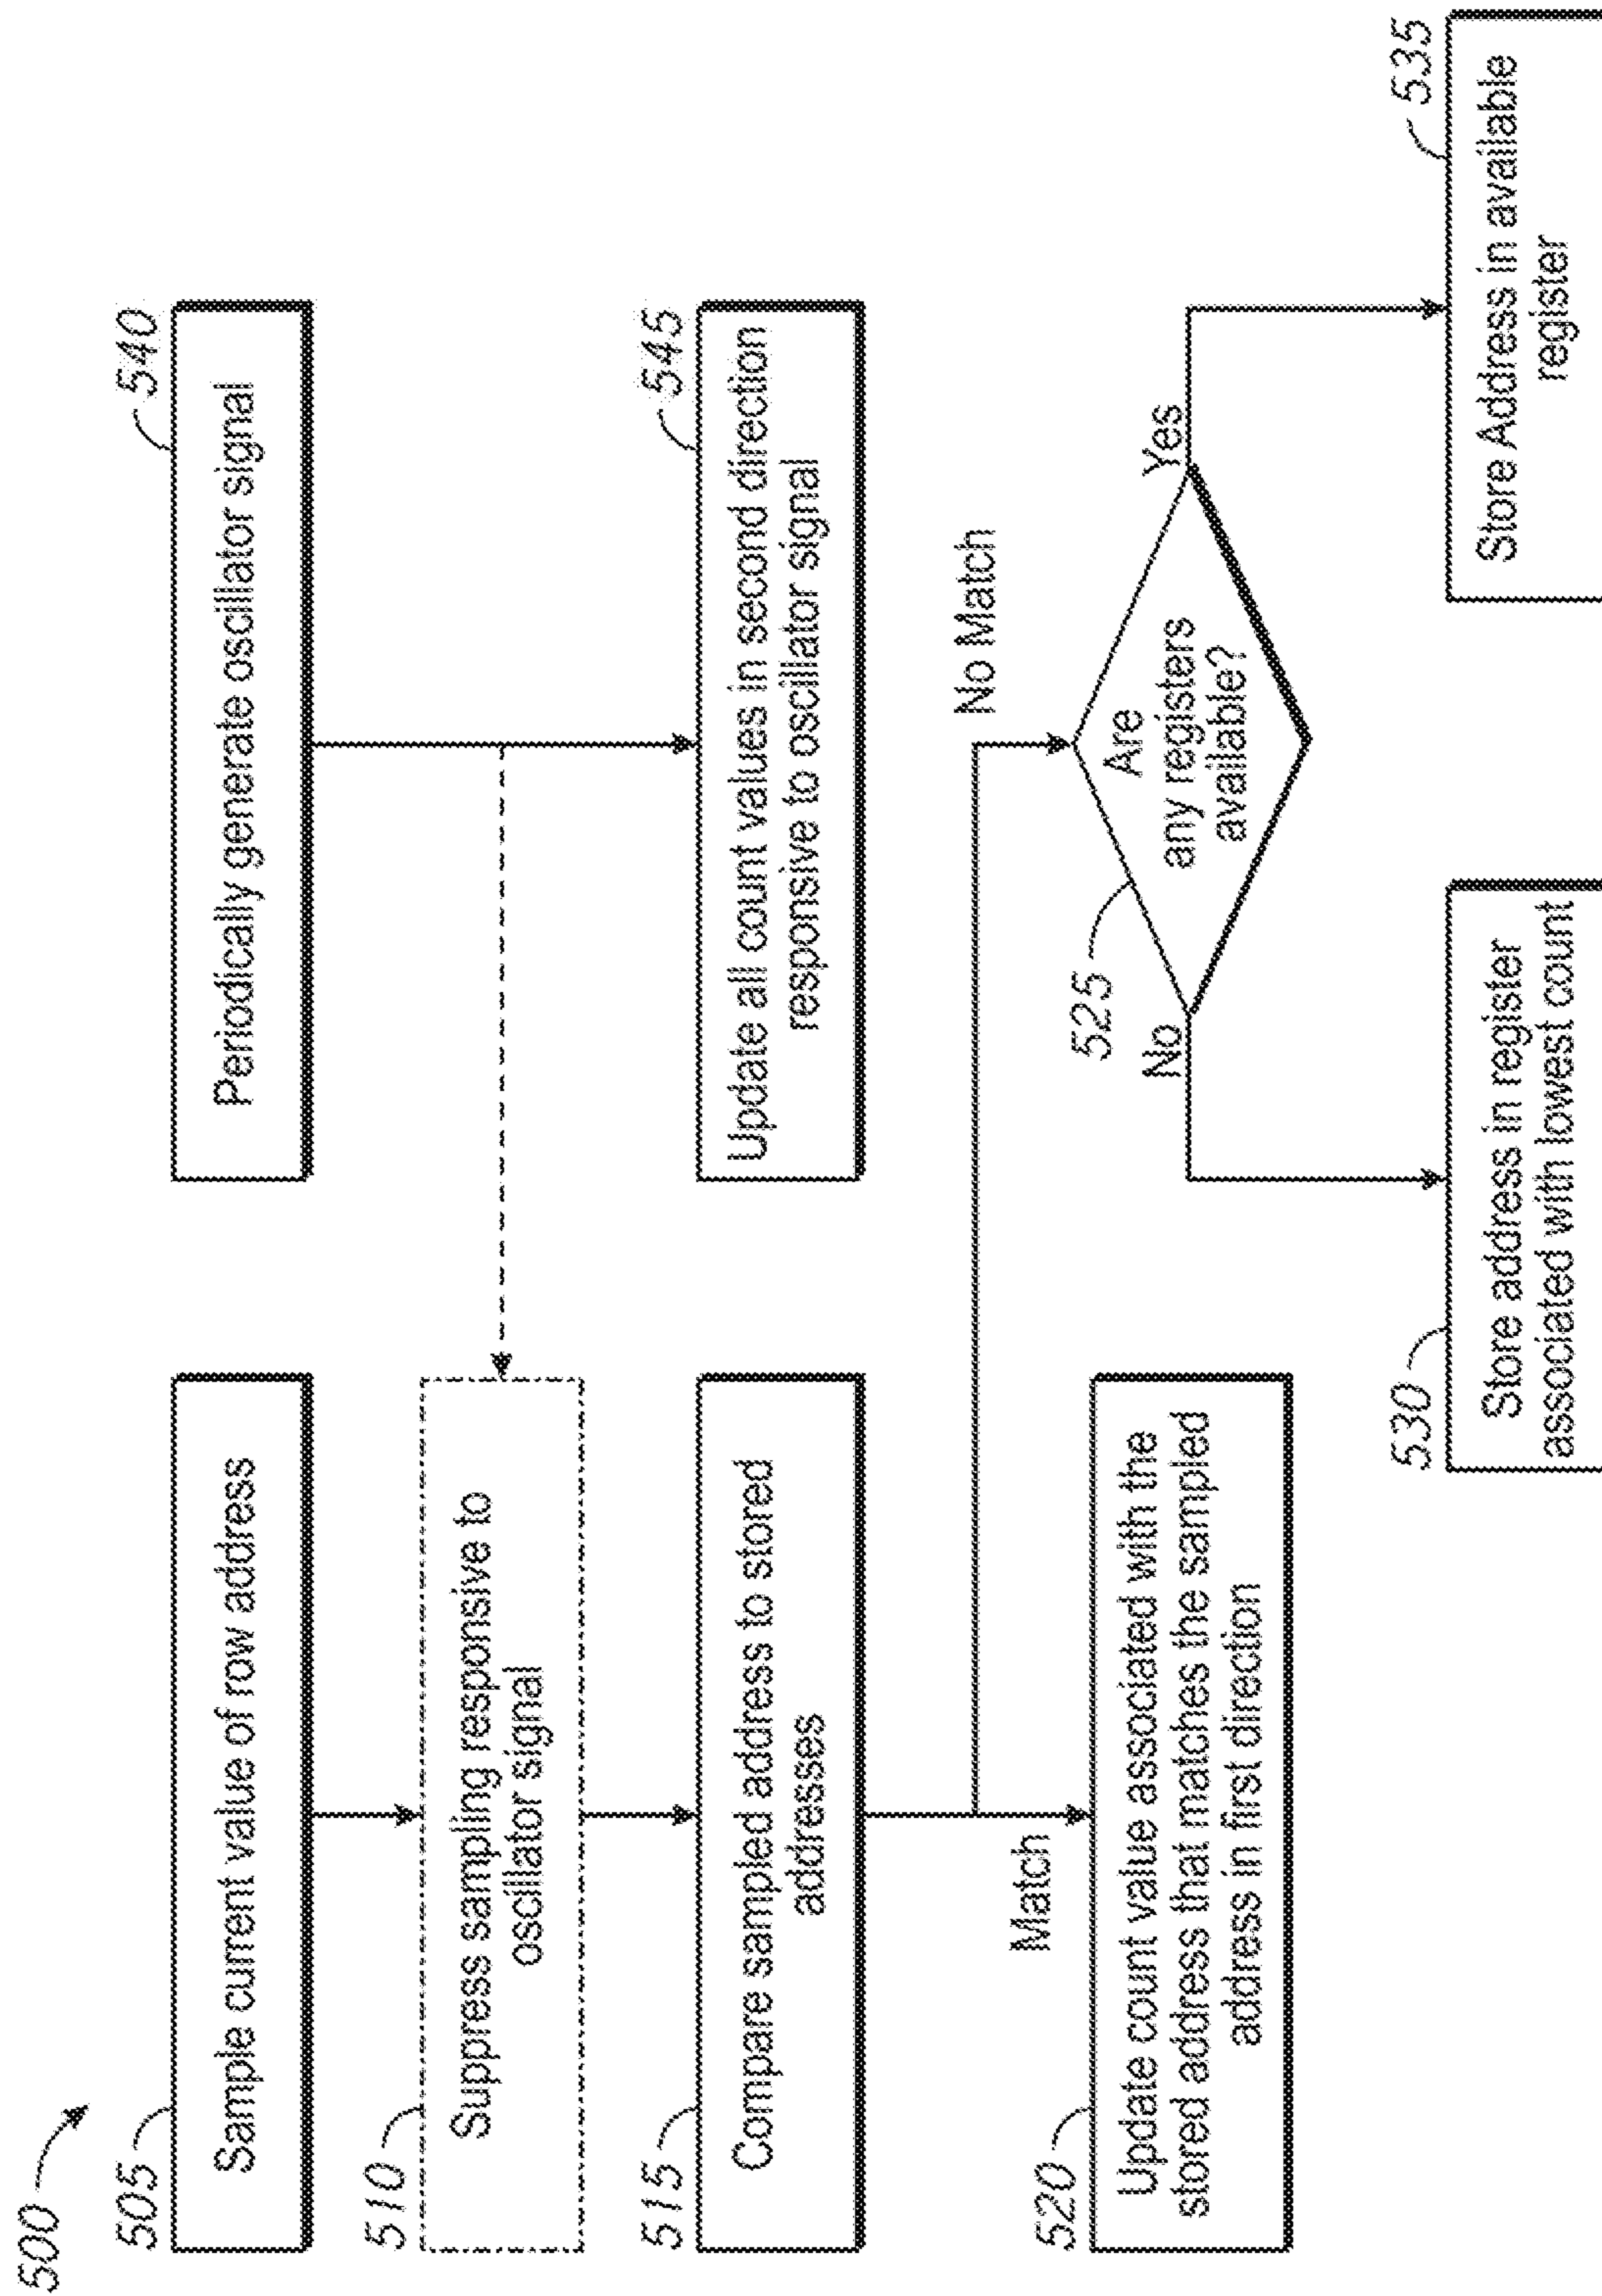 500
505
Sample current value of row address
540
Periodically generate oscillator signal
510
Suppress sampling responsive to
oscillator signal
515
Compare sampled address to stored
addresses
545
Update all count values in second direction
responsive to oscillator signal
Match
No Match
520
Update count value associated with the
stored address that matches the sampled
address in first direction
525
Are
any registers
available?
No
Yes
530
Store address in register
associated with lowest count
535
Store Address in available
register